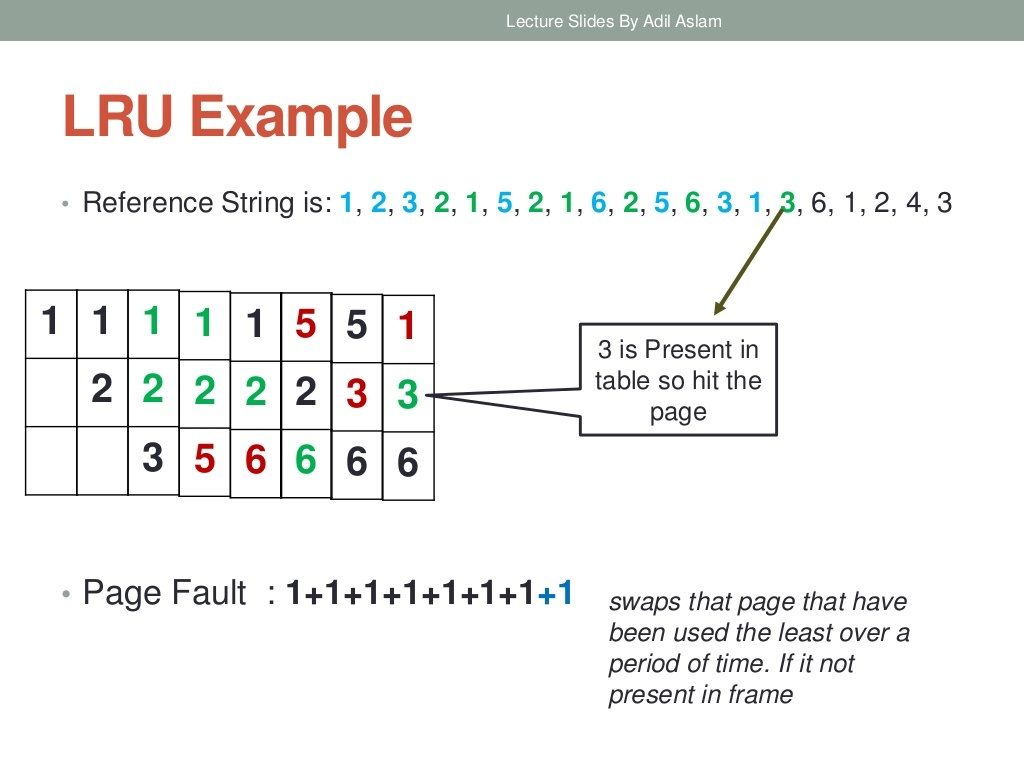 Lecture Slides By Adil Aslam
LRU Example
• Reference String is: 1, 2, 3, 2, 1, 5, 2, 1, 6, 2, 5, 6, 3, 1, 3, 6, 1, 2, 4, 3
1 1 1 1 1 5 5 1
2 2 2 2 2 3 3
3 5 6 6 6 6
3 is Present in
table so hit the
page
• Page Fault : 1+1+1+1+1+1+1+1
swaps that page that have
been used the least over a
period of time. If it not
present in frame